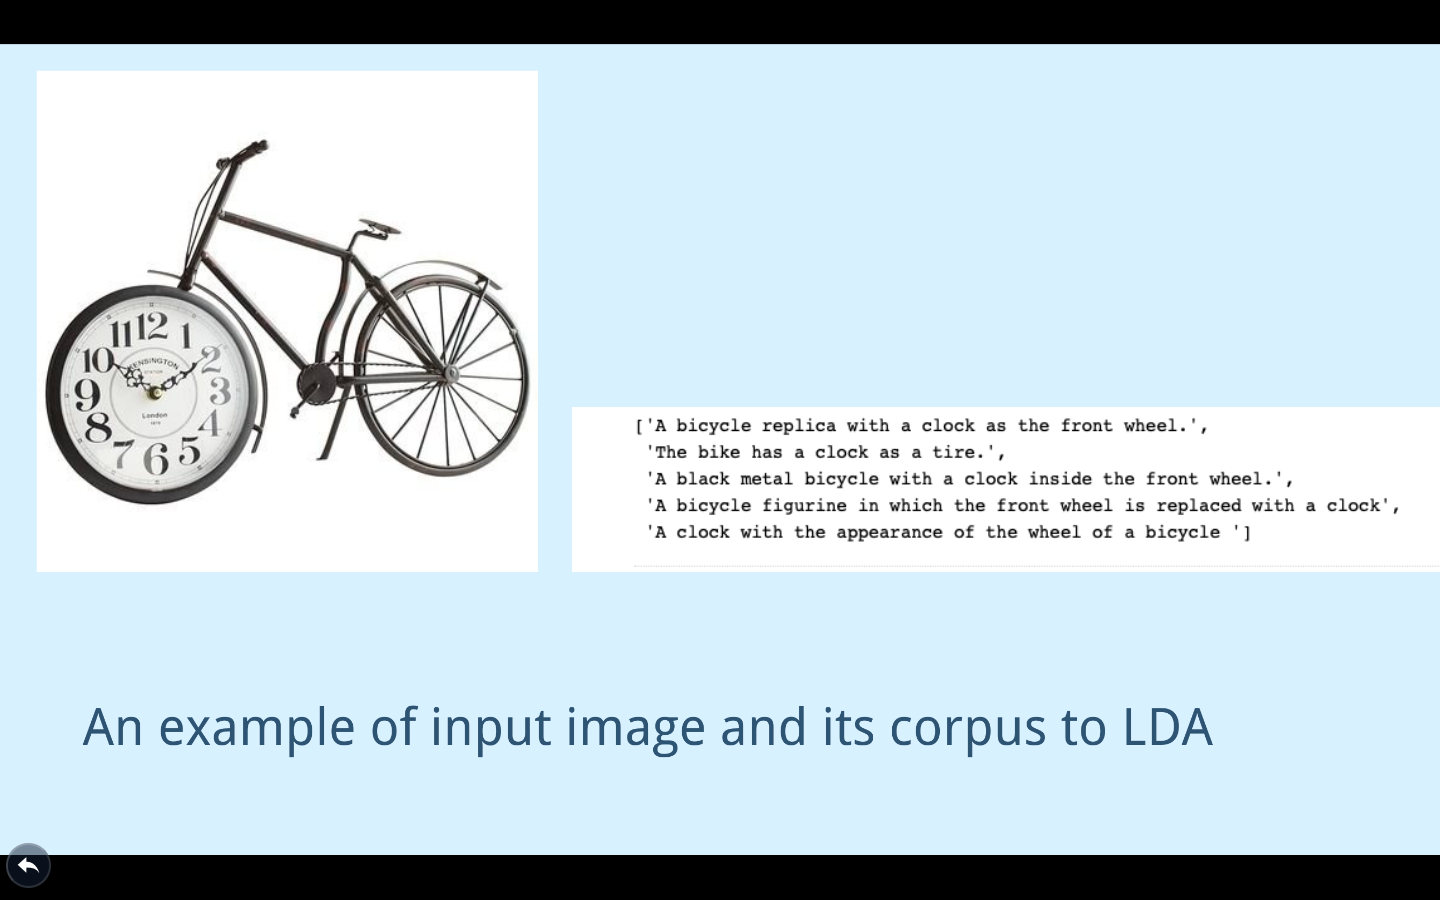 11 12 1
10 2
KENSINGTON
STATION
9 3
London
1879
8 4
7 6 5
['A bicycle replica with a clock as the front wheel.',
'The bike has a clock as a tire.',
'A black metal bicycle with a clock inside the front wheel.',
'A bicycle figurine in which the front wheel is replaced with a clock',
'A clock with the appearance of the wheel of a bicycle ']
An example of input image and its corpus to LDA